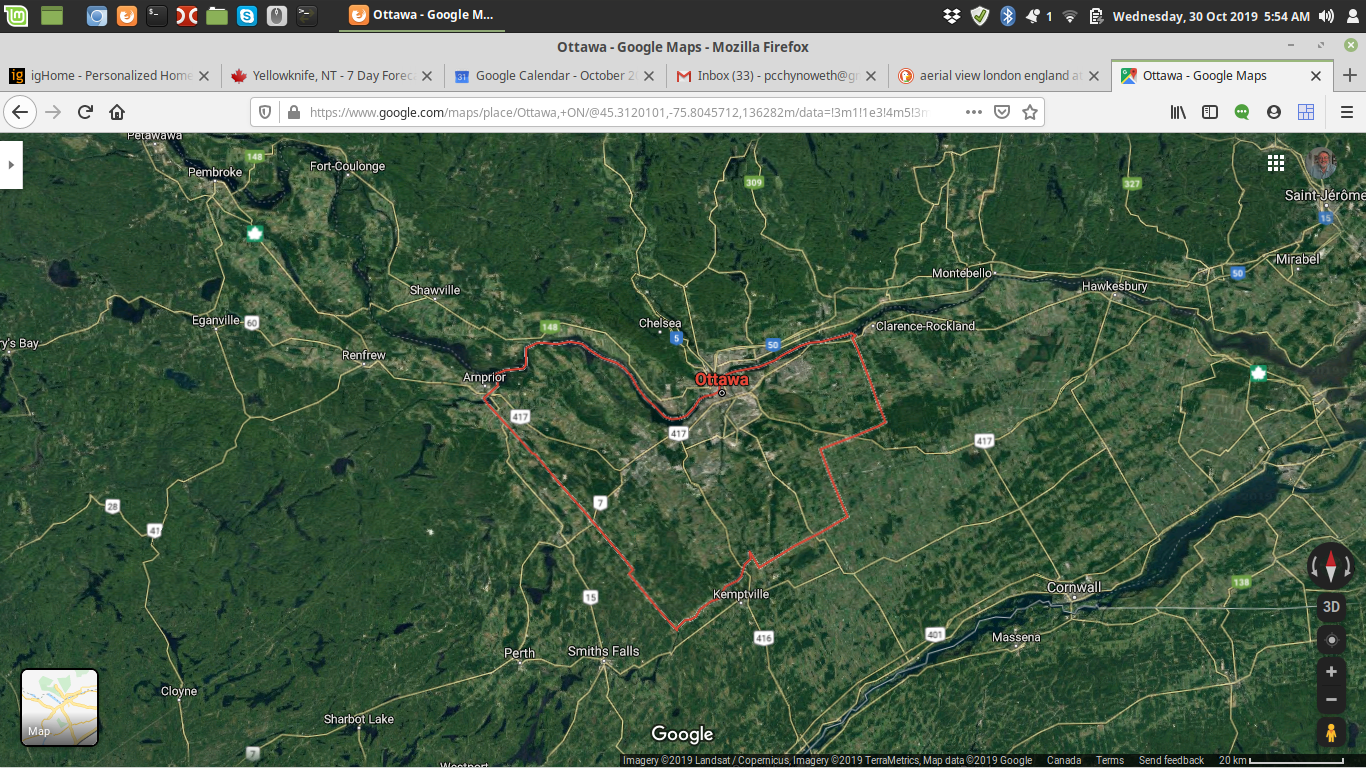 1 Wednesday, 30 Oct 2019 5:54 AM
Ottawa - Google M...
Ottawa - Google Maps - Mozilla Firefox
ig igHome - Personalized Home
Yellowknife, NT - 7 Day Forec
31 Google Calendar - October 2
Inbox (33) - pcchynoweth@g
aerial view london england a
Ottawa - Google Maps
https://www.google.com/maps/place/Ottawa,+ON/@45.3120101,-75.8045712,136282m/data=!3m1!1e3!4m5!3m
Petawawa
148
Fort-Coulonge
Pembroke
309
327
Saint-Jérôme
15
Mirabel
50
Montebello
Hawkesbury
Shawville
Eganville
60
148
Chelsea
5
50
Clarence-Rockland
ry's Bay
Renfrew
Arnprior
Ottawa
417
417
417
7
28
41
15
Kemptville
Cornwall
138
3D
401
Massena
416
Perth
Smiths Falls
Cloyne
Sharbot Lake
Map
7
Westport
Google
Imagery ©2019 Landsat / Copernicus, Imagery ©2019 TerraMetrics, Map data ©2019 Google Canada Terms Send feedback 20 km